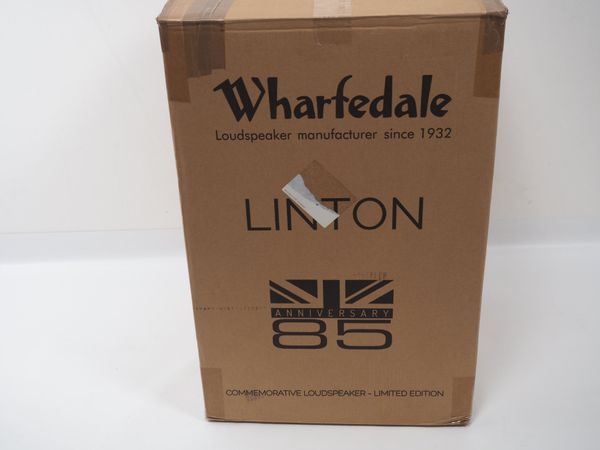 Wharfedale
Loudspeaker manufacturer since 1932
LINTON
ANNIVERSARY
85
COMMEMORATIVE LOUDSPEAKER - LIMITED EDITION